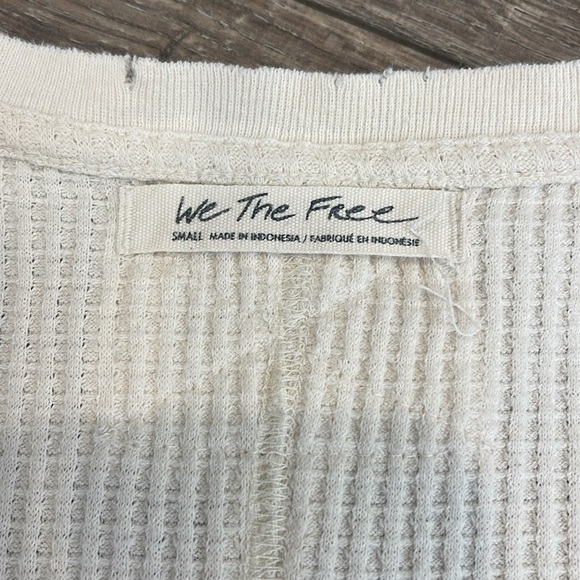 We The Free
SMALL MADE IN INDONESIA / FABRIQUÉ EN INDONÉSIE